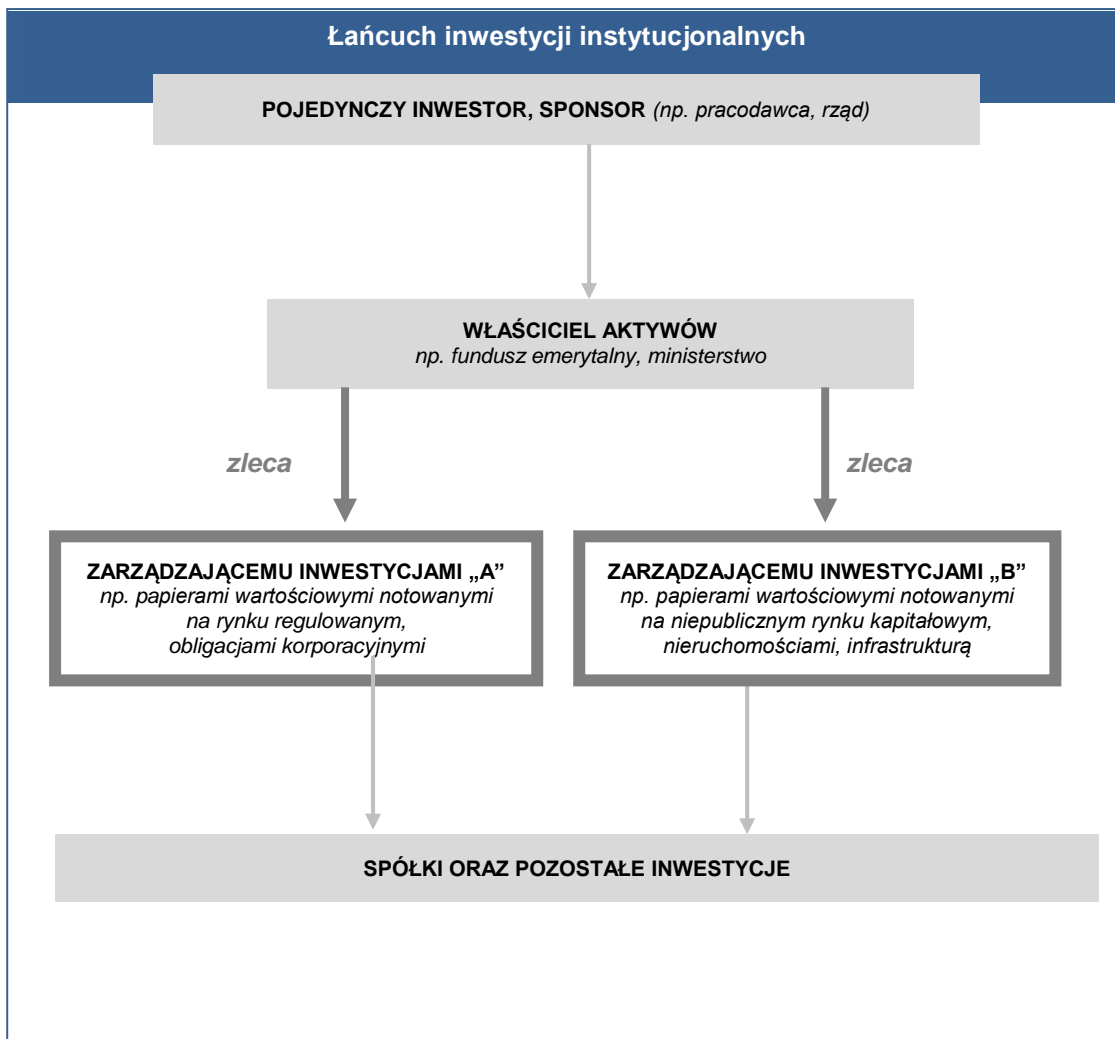 Łańcuch inwestycji instytucjonalnych
POJEDYNCZY INWESTOR, SPONSOR (np. pracodawca, rząd)
WŁAŚCICIEL AKTYWÓW
np. fundusz emerytalny, ministerstwo
zleca
zleca
ZARZĄDZAJĄCEMU INWESTYCJAMI „A”
np. papierami wartościowymi notowanymi
na rynku regulowanym,
obligacjami korporacyjnymi
ZARZĄDZAJĄCEMU INWESTYCJAMI „B”
np. papierami wartościowymi notowanymi
na niepublicznym rynku kapitałowym,
nieruchomościami, infrastrukturą
SPÓŁKI ORAZ POZOSTAŁE INWESTYCJE